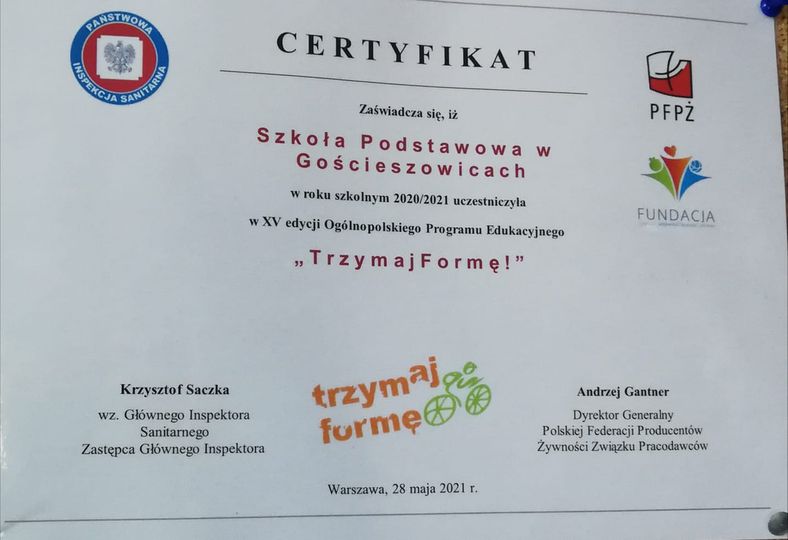 PAŃSTWOWA
INSPEKCJA SANITARNA
CERTYFIKAT
PFPŻ
Zaświadcza się, iż
Szkoła Podstawowa w
Gościeszowicach
FUNDACJA
w roku szkolnym 2020/2021 uczestniczyła
w XV edycji Ogólnopolskiego Programu Edukacyjnego
„TrzymajFormę!”
trzymaj
formę
Krzysztof Saczka
wz. Głównego Inspektora
Sanitarnego
Zastępca Głównego Inspektora
Andrzej Gantner
Dyrektor Generalny
Polskiej Federacji Producentów
Żywności Związku Pracodawców
Warszawa, 28 maja 2021 r.